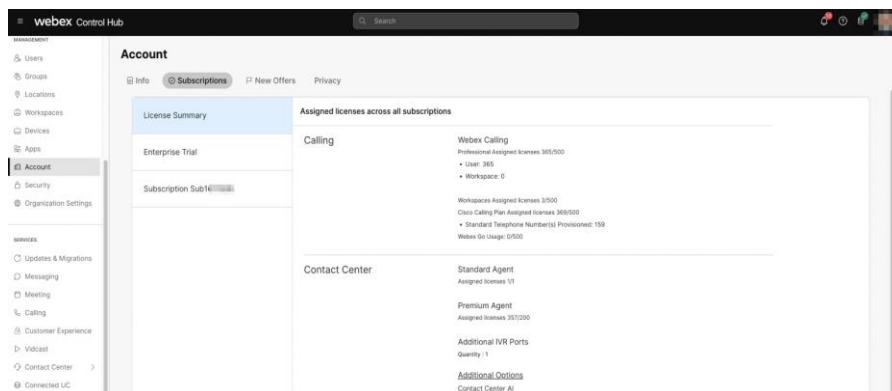 webex Control Hub
Search
MANAGEMENT
Users
Groups
Locations
Workspaces
Devices
Apps
Account
Security
Organization Settings
SERVICES
Updates & Migrations
Messaging
Meeting
Calling
Customer Experience
Vidcast
Contact Center
Connected UC
Account
Info Subscriptions New Offers Privacy
License Summary
Enterprise Trial
Subscription Sub1
Assigned licenses across all subscriptions
Calling
Webex Calling
Professional Assigned licenses 365/500
• User: 365
• Workspace: 0
Workspaces Assigned licenses 3/500
Cisco Calling Plan Assigned licenses 369/500
• Standard Telephone Number(s) Provisioned: 159
Webex Go Usage: 0/500
Contact Center
Standard Agent
Assigned licenses 1/1
Premium Agent
Assigned licenses 357/200
Additional IVR Ports
Quantity : 1
Additional Options
Contact Center AI